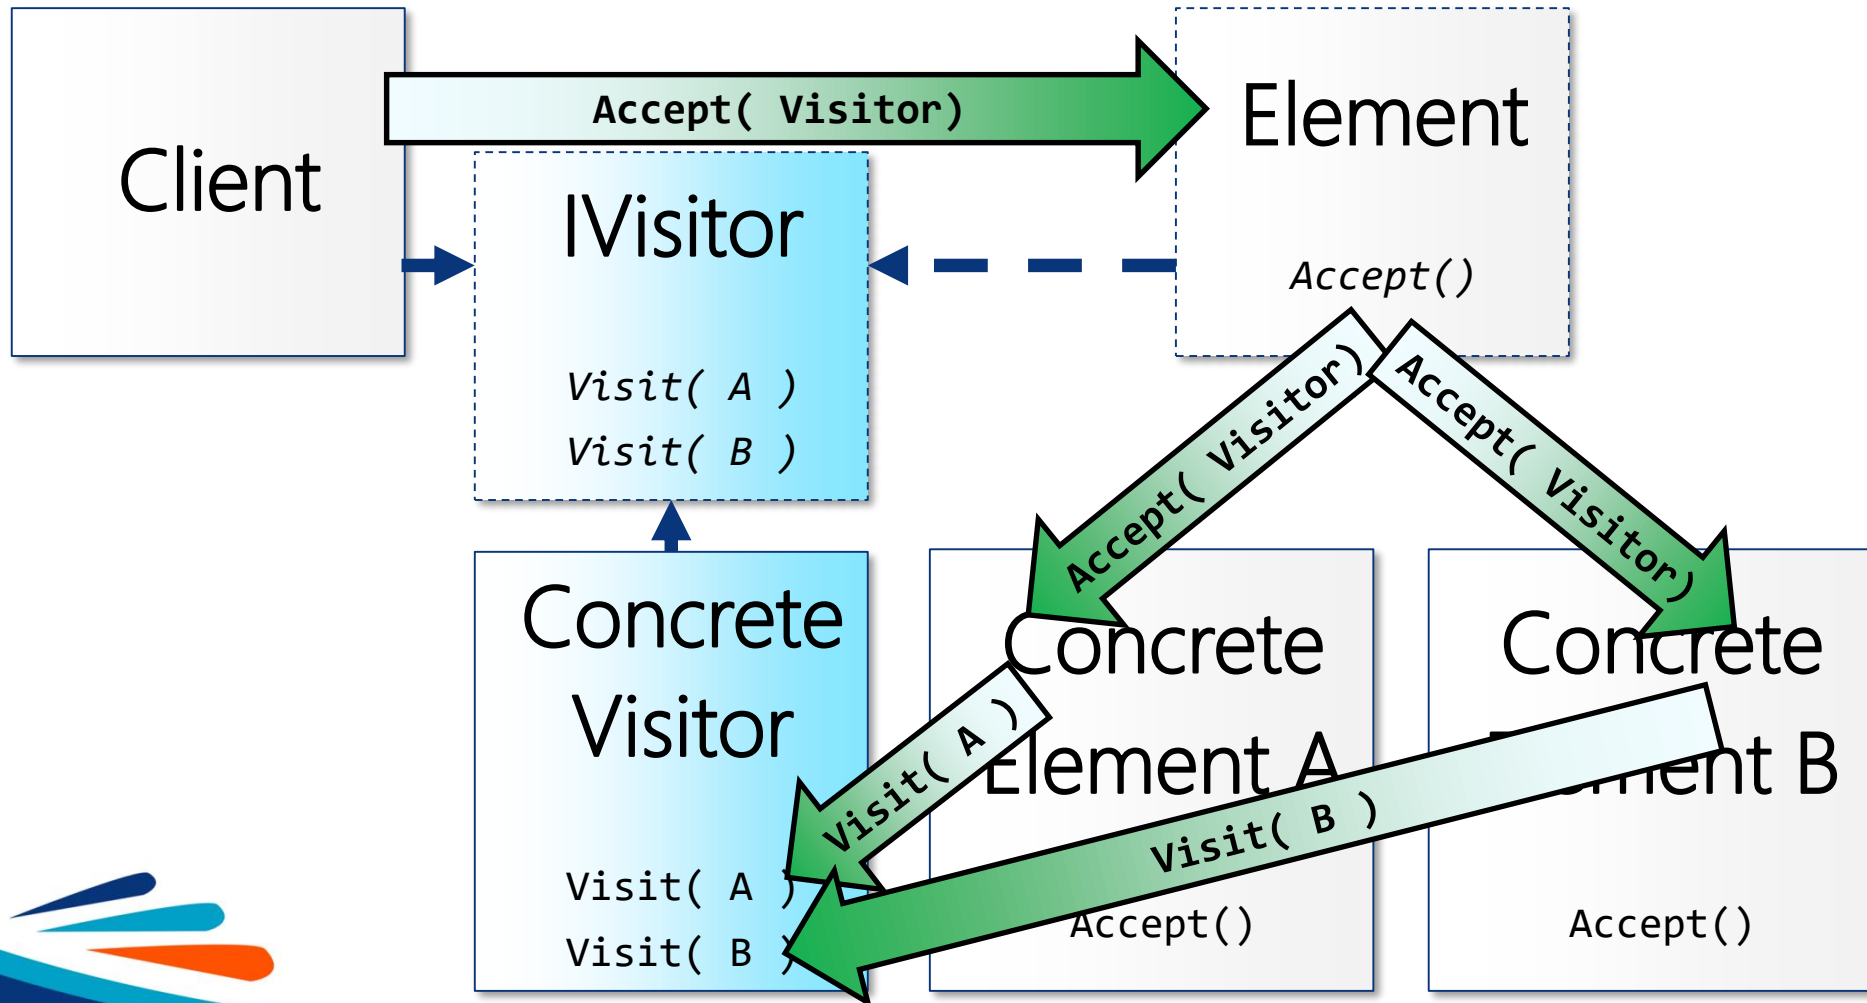 Client
Accept( Visitor)
Element
Accept()
IVisitor
Visit( A )
Visit( B )
Accept( Visitor)
Accept( Visitor)
Concrete
Visitor
Visit( A )
Visit( B )
Concrete
Element A
Accept()
Concrete
ent B
Accept()
Visit( A )
Visit( B )